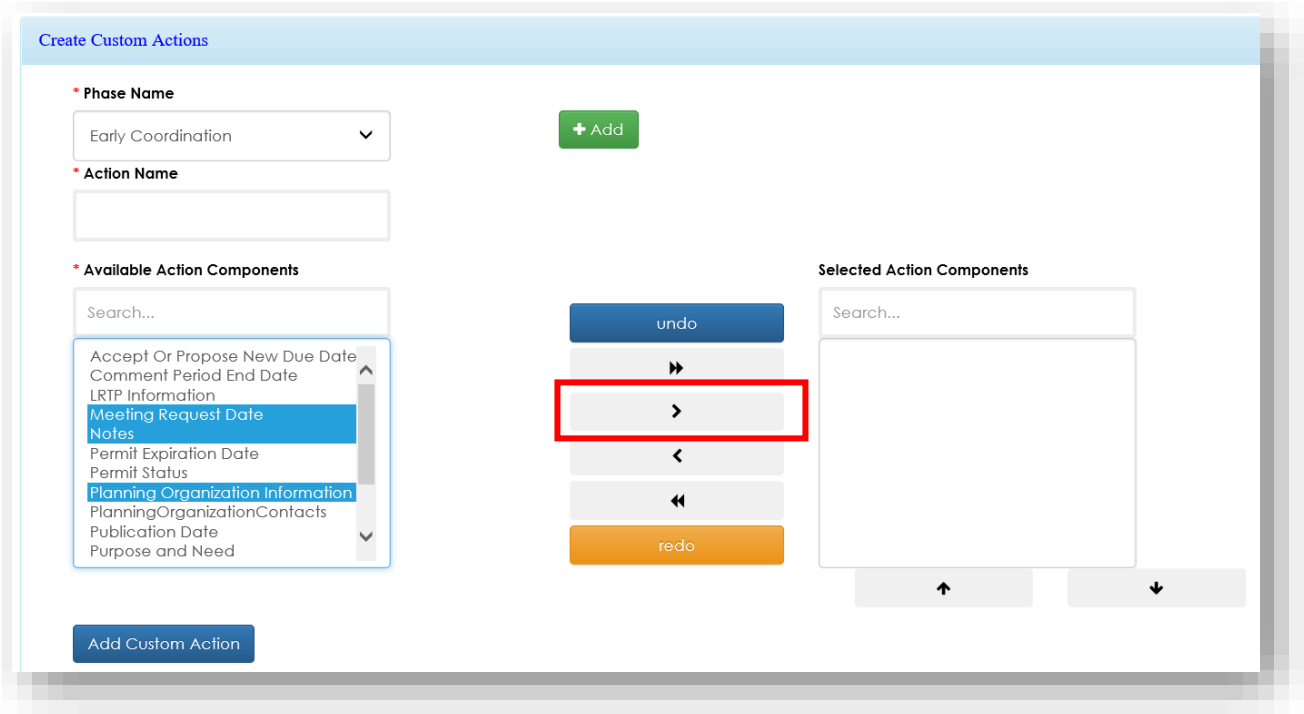 Create Custom Actions
* Phase Name
Early Coordination
+ Add
* Action Name
* Available Action Components
Selected Action Components
Search...
Search...
undo
Accept Or Propose New Due Date
Comment Period End Date
LRTP Information
Meeting Request Date
Notes
Permit Expiration Date
Permit Status
Planning Organization Information
PlanningOrganizationContacts
Publication Date
Purpose and Need
redo
Add Custom Action